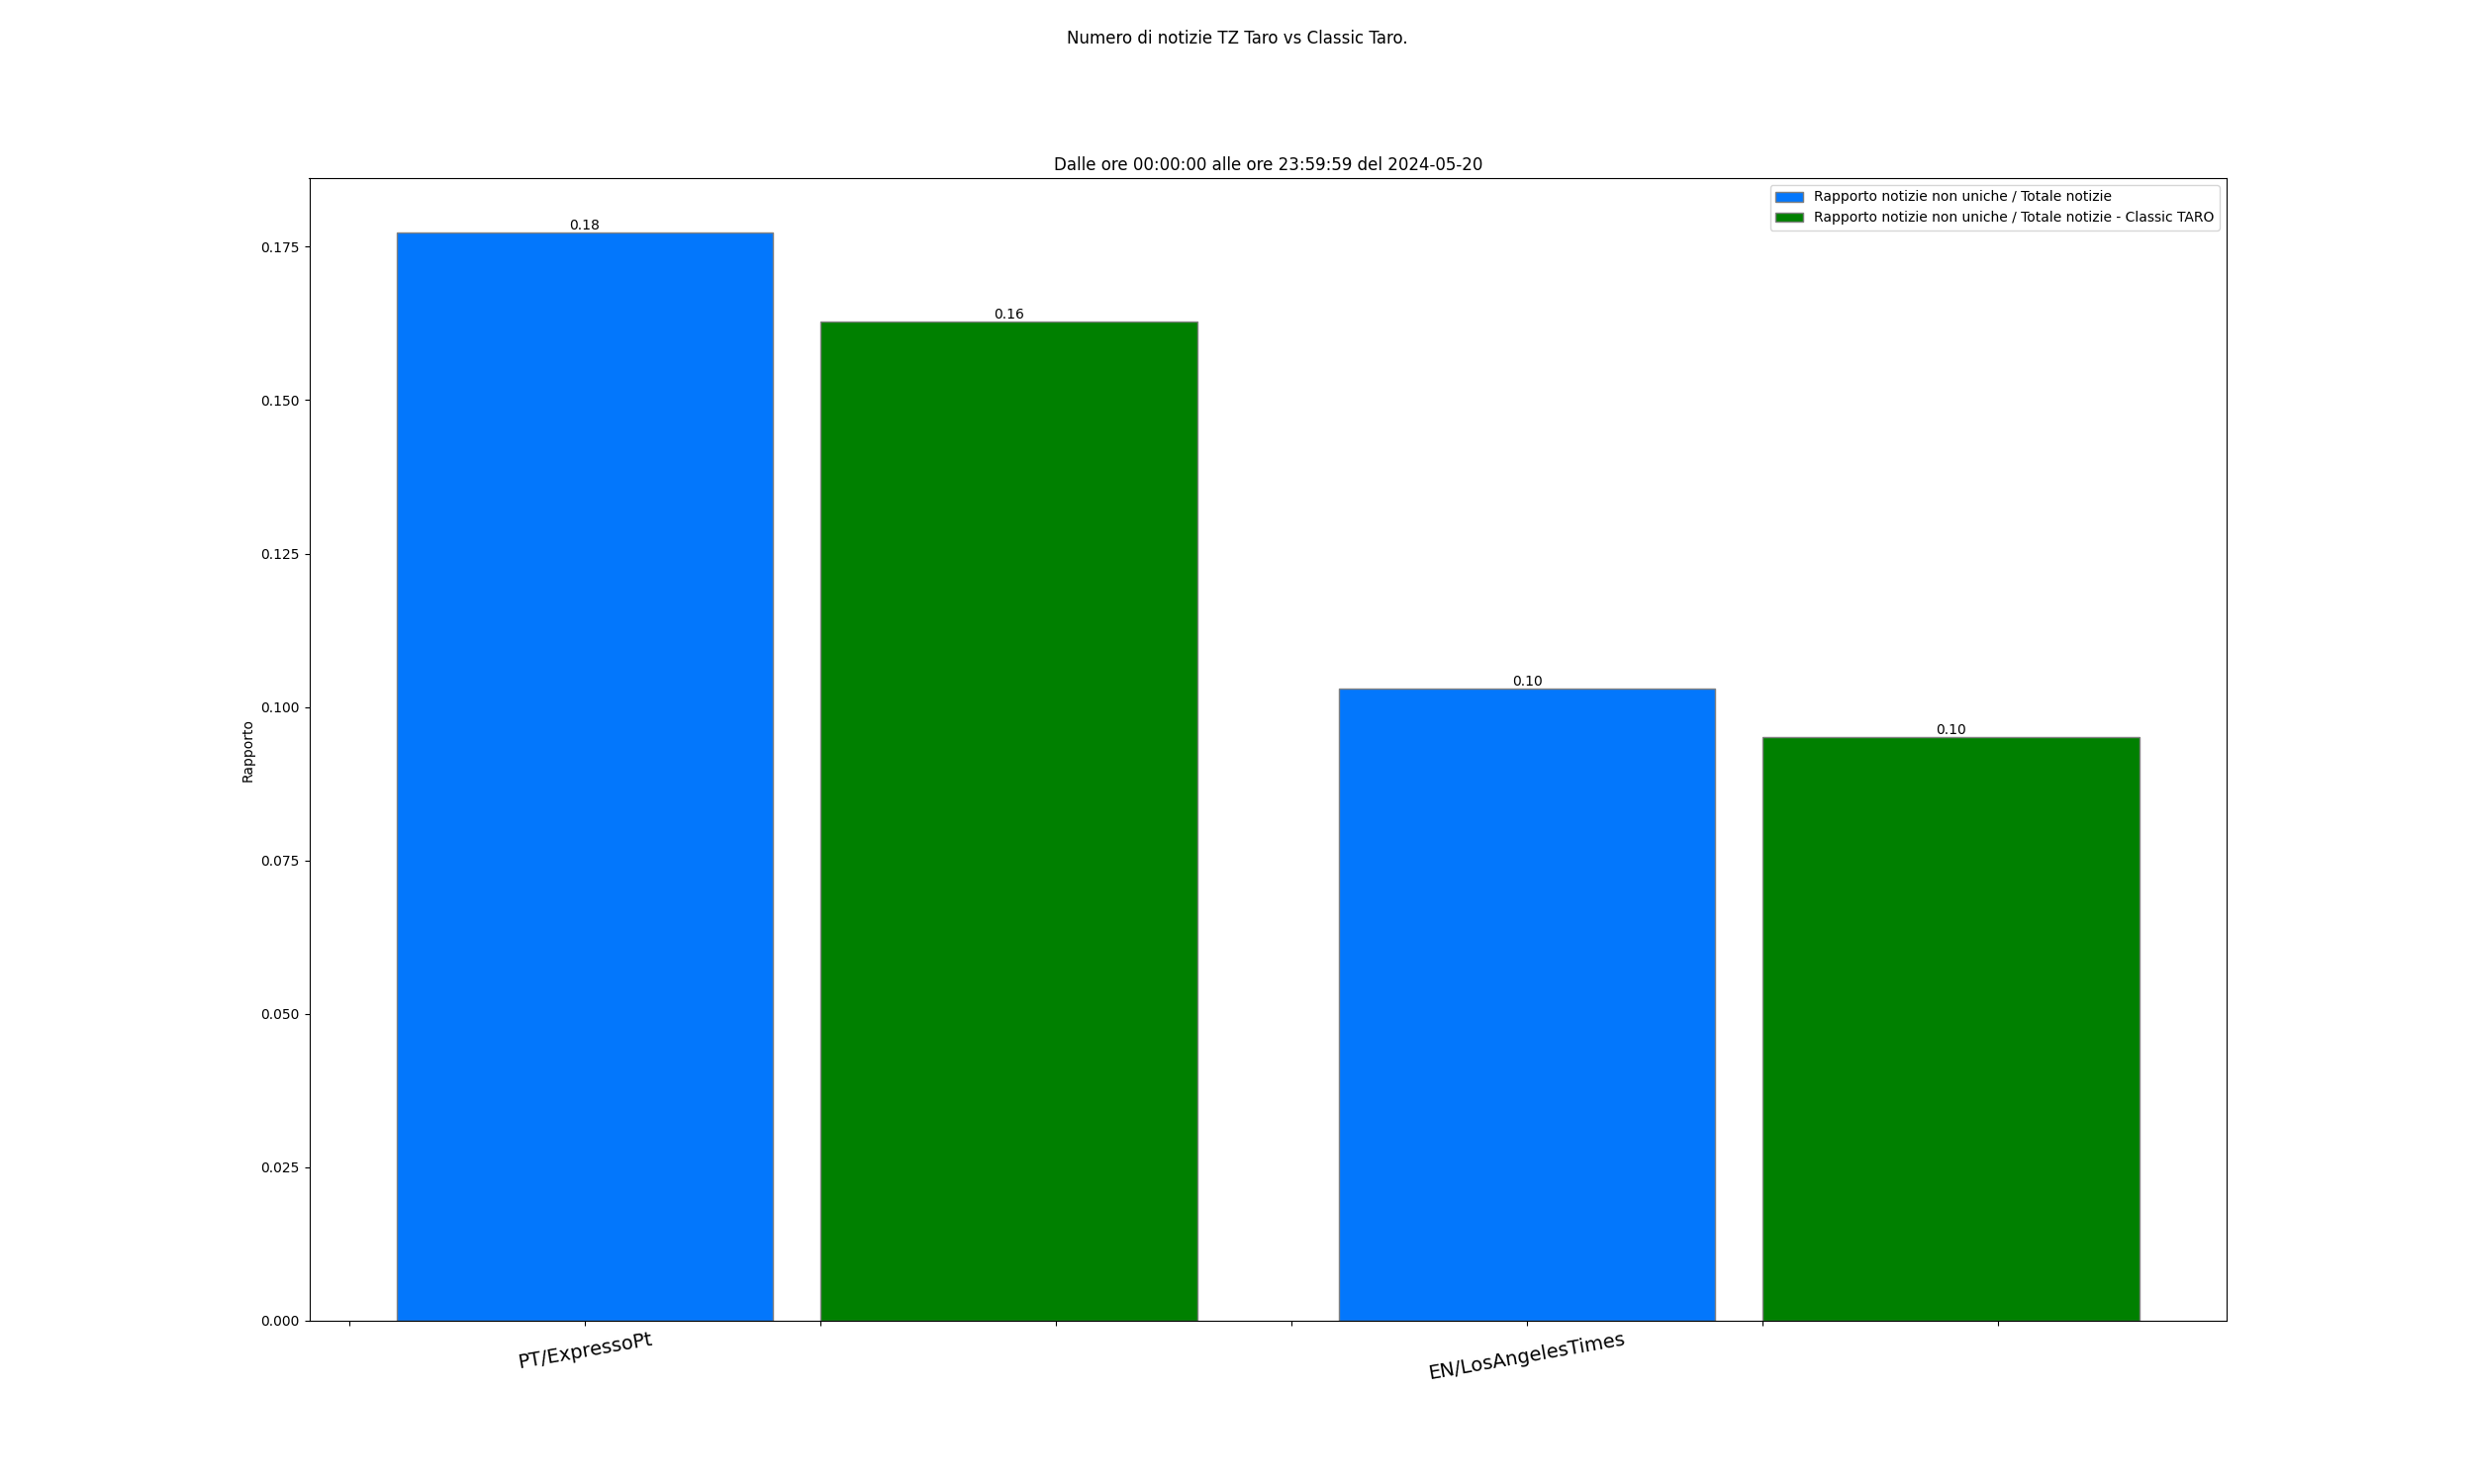 Numero di notizie TZ Taro vs Classic Taro.
Dalle ore 00:00:00 alle ore 23:59:59 del 2024-05-20
Rapporto notizie non uniche / Totale notizie
Rapporto notizie non uniche / Totale notizie - Classic TARO
0.18
0.16
0.10
0.10
0.175
0.150
0.125
0.100
0.075
0.050
0.025
0.000
Rapporto
PT/ExpressoPt
EN/LosAngelesTimes